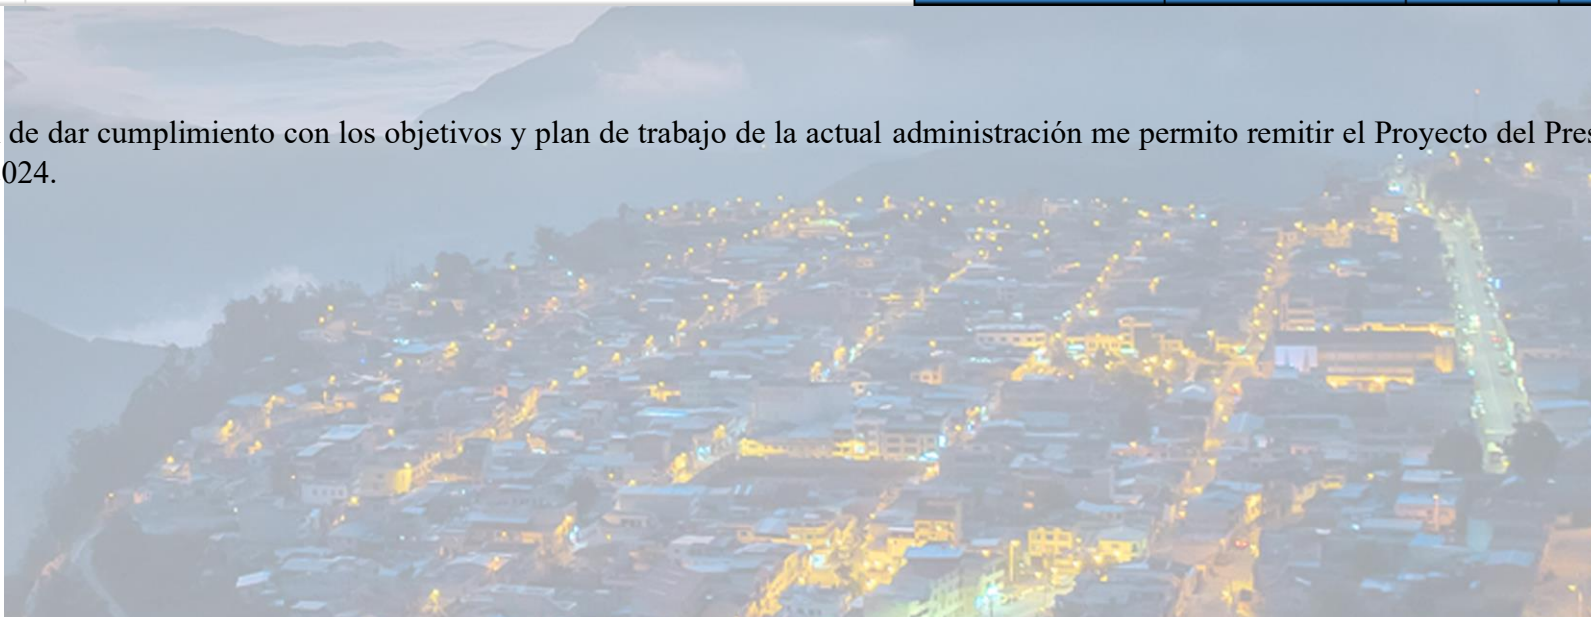 de dar cumplimiento con los objetivos y plan de trabajo de la actual administración me permito remitir el Proyecto del Pres
024.